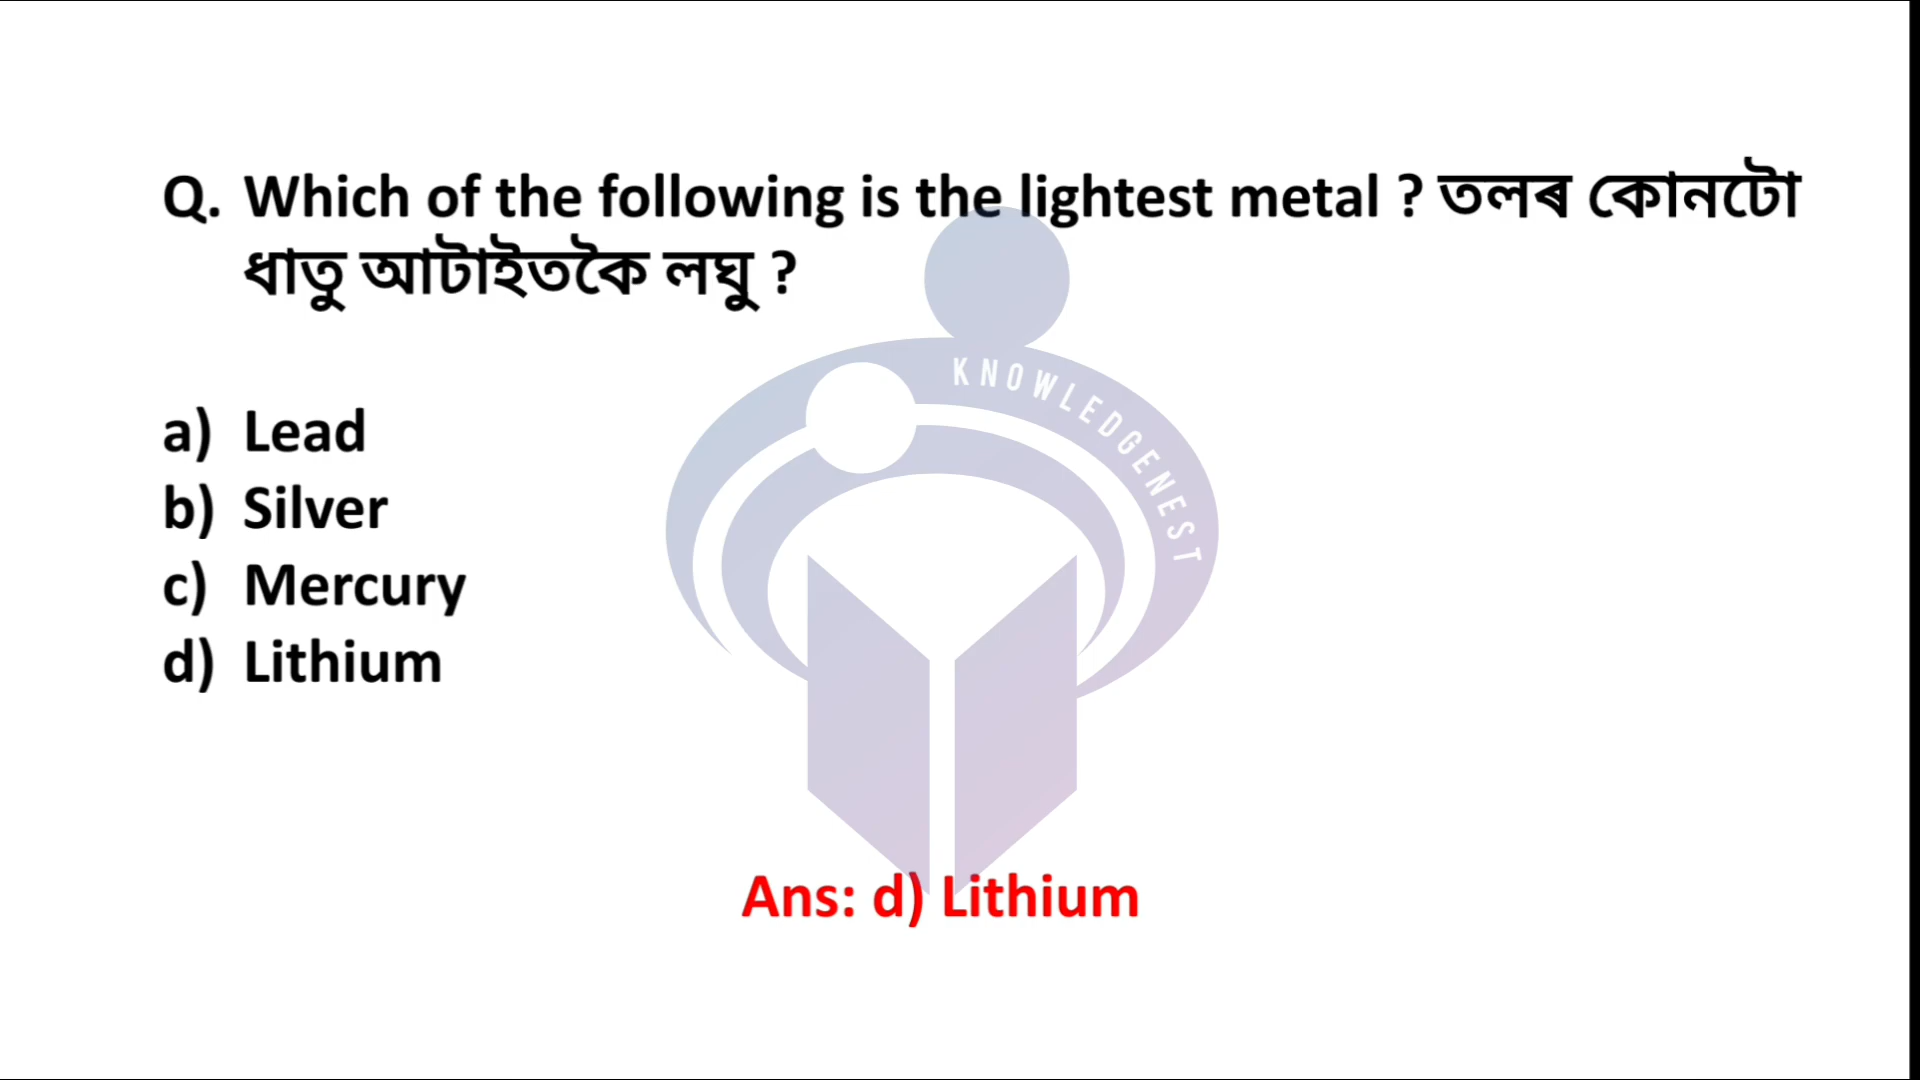 Q. Which of the following is the lightest metal ? তলৰ কোনটো
ধাতু আটাইতকৈ লঘু ?
KNOWLEDGENEST
a) Lead
b) Silver
c) Mercury
d) Lithium
Ans: d) Lithium